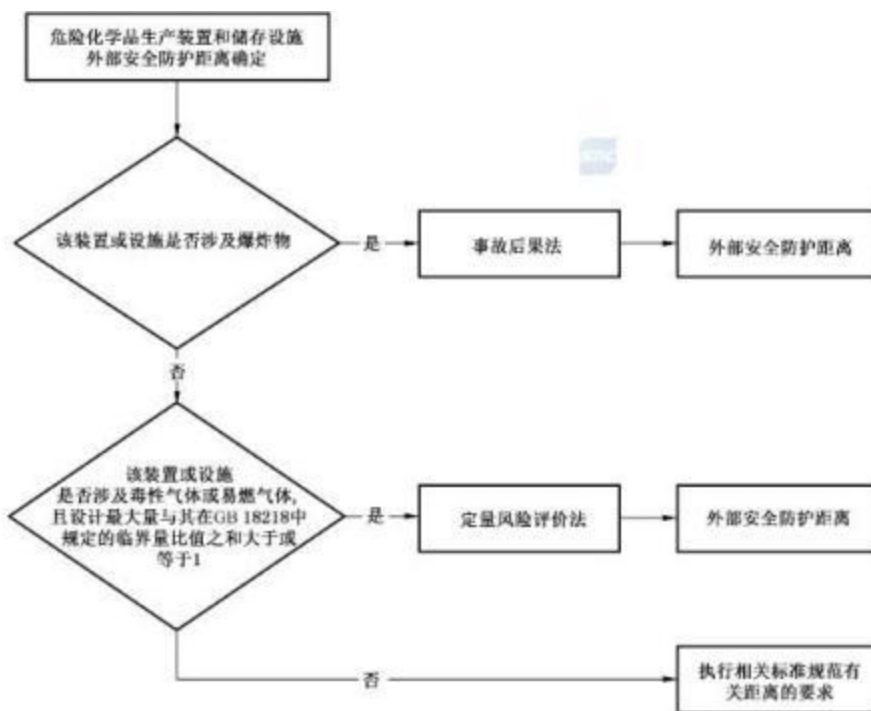 危险化学品生产装置和储存设施
外部安全防护距离确定
该装置或设施是否涉及爆炸物
是
事故后果法
外部安全防护距离
否
该装置或设施
是否涉及毒性气体或易燃气体,
且设计最大量与其在GB 18218中
规定的临界量比值之和大于或
等于1
是
定量风险评价法
外部安全防护距离
否
执行相关标准规范有
关距离的要求